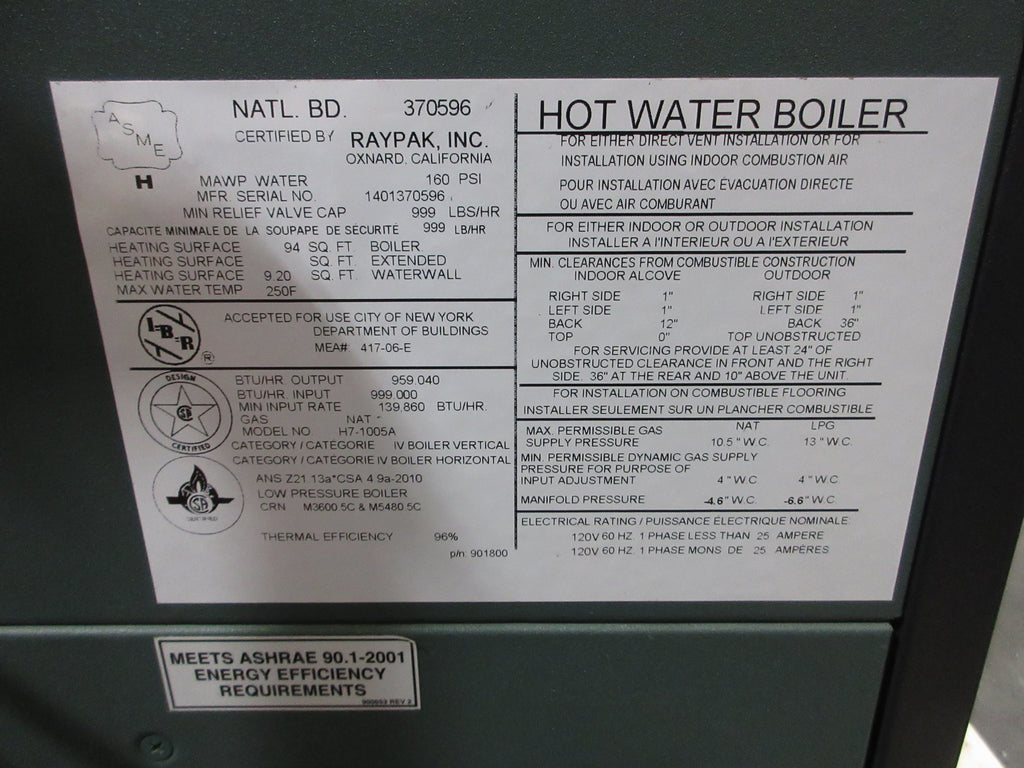 ASME
H
NATL. BD. 370596
CERTIFIED BY RAYPAK, INC.
OXNARD, CALIFORNIA
MAWP WATER 160 PSI
MFR. SERIAL NO. 1401370596
MIN RELIEF VALVE CAP 999 LBS/HR
CAPACITE MINIMALE DE LA SOUPAPE DE SÉCURITÉ 999 LB/HR
HEATING SURFACE 94 SQ. FT. BOILER
HEATING SURFACE SQ. FT. EXTENDED
HEATING SURFACE 9.20 SQ. FT. WATERWALL
MAX WATER TEMP 250F
I=B=R
®
ACCEPTED FOR USE CITY OF NEW YORK
DEPARTMENT OF BUILDINGS
MEA# 417-06-E
DESIGN
CERTIFIED
BTU/HR. OUTPUT 959.040
BTU/HR. INPUT 999.000
MIN INPUT RATE 139.860 BTU/HR.
GAS NAT
MODEL NO. H7-1005A
CATEGORY / CATÉGORIE IV BOILER VERTICAL
CATEGORY / CATÉGORIE IV BOILER HORIZONTAL
ANS Z21.13a*CSA 4.9a-2010
LOW PRESSURE BOILER
CRN M3600.5C & M5480.5C
THERMAL EFFICIENCY 96%
p/n 901800
HOT WATER BOILER
FOR EITHER DIRECT VENT INSTALLATION OR FOR
INSTALLATION USING INDOOR COMBUSTION AIR
POUR INSTALLATION AVEC ÉVACUATION DIRECTE
OU AVEC AIR COMBURANT
FOR EITHER INDOOR OR OUTDOOR INSTALLATION
INSTALLER A l'INTERIEUR OU A l'EXTERIEUR
MIN. CLEARANCES FROM COMBUSTIBLE CONSTRUCTION
INDOOR ALCOVE OUTDOOR
RIGHT SIDE 1" RIGHT SIDE 1"
LEFT SIDE 1" LEFT SIDE 1"
BACK 12" BACK 36"
TOP 0" TOP UNOBSTRUCTED
FOR SERVICING PROVIDE AT LEAST 24" OF
UNOBSTRUCTED CLEARANCE IN FRONT AND THE RIGHT
SIDE. 36" AT THE REAR AND 10" ABOVE THE UNIT.
FOR INSTALLATION ON COMBUSTIBLE FLOORING
INSTALLER SEULEMENT SUR UN PLANCHER COMBUSTIBLE
NAT LPG
MAX. PERMISSIBLE GAS
SUPPLY PRESSURE 10.5 " W.C. 13 " W.C.
MIN. PERMISSIBLE DYNAMIC GAS SUPPLY
PRESSURE FOR PURPOSE OF
INPUT ADJUSTMENT 4 " W.C. 4 " W.C.
MANIFOLD PRESSURE -4.6" W.C. -6.6" W.C.
ELECTRICAL RATING / PUISSANCE ÉLECTRIQUE NOMINALE:
120V 60 HZ. 1 PHASE LESS THAN 25 AMPERE
120V 60 HZ. 1 PHASE MONS DE 25 AMPÈRES
MEETS ASHRAE 90.1-2001
ENERGY EFFICIENCY
REQUIREMENTS